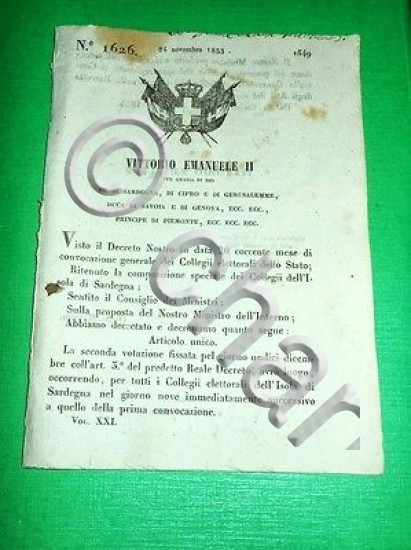 N.º 1626. 24 novembre 1853. 1549
VITTORIO EMANUELE II
PER GRAZIA DI DIO
RE DI SARDEGNA, DI CIPRO E DI GERUSALEMME,
DUCA DI SAVOIA E DI GENOVA, ECC. ECC.,
PRINCIPE DI PIEMONTE, ECC. ECC. ECC.
Visto il Decreto Nostro in data 20 corrente mese di
convocazione generale dei Collegii elettorali dello Stato;
Ritenuto la composizione speciale dei Collegii dell'I-
sola di Sardegna:
Sentito il Consiglio dei Ministri;
Sulla proposta del Nostro Ministro dell'Interno;
Abbiamo decretato e decretiamo quanto segue:
Articolo unico.
La seconda votazione fissata pel giorno undici dicem-
bre coll'art. 3.º del predetto Reale Decreto, avrà luogo,
occorrendo, per tutti i Collegii elettorali dell'Isola di
Sardegna nel giorno nove immediatamente successivo
a quello della prima convocazione.
Vol. XXI.
© Char